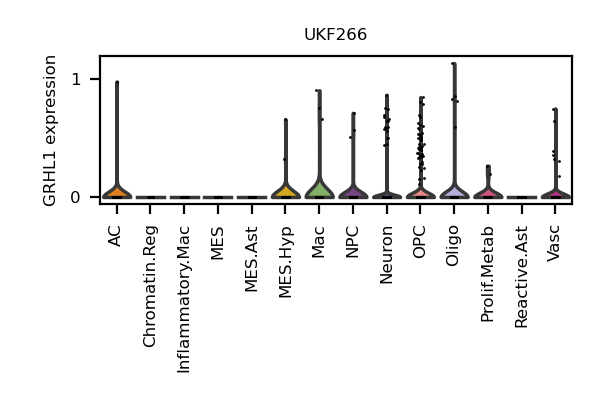 UKF266
GRHL1 expression
1
0
AC
Chromatin.Reg
Inflammatory.Mac
MES
MES.Ast
MES.Hyp
Mac
NPC
Neuron
OPC
Oligo
Prolif.Metab
Reactive.Ast
Vasc